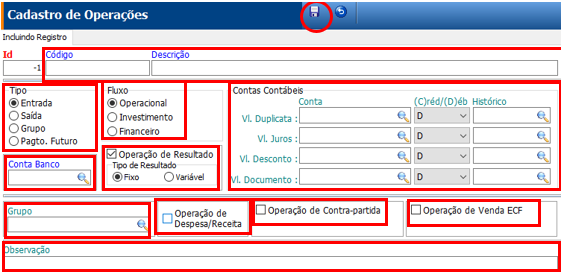 Cadastro de Operações
Incluindo Registro
Id Código Descrição
-1
Tipo
Entrada
Saída
Grupo
Pagto. Futuro
Fluxo
Operacional
Investimento
Financeiro
Contas Contábeis
Conta (C)réd/(D)éb Histórico
Vl. Duplicata : D
Vl. Juros : D
Vl. Desconto : D
Vl. Documento : D
Conta Banco
Operação de Resultado
Tipo de Resultado
Fixo Variável
Grupo
Operação de
Despesa/Receita
Operação de Contra-partida
Operação de Venda ECF
Observação